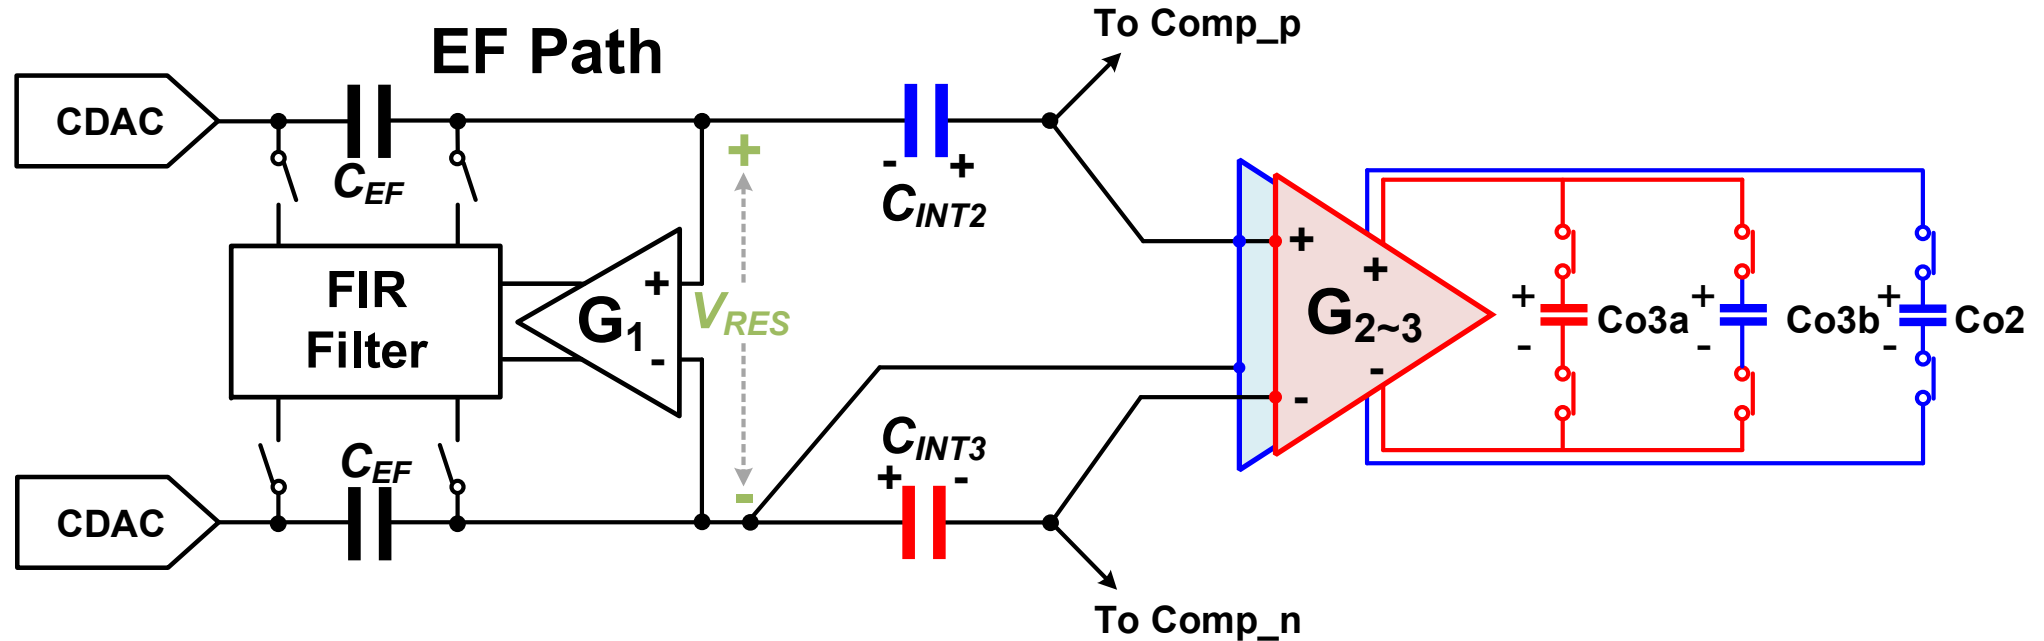 To Comp_p
EF Path
CDAC
+
- +
CEF
CINT2
FIR
Filter
G1
+
-
VRES
+
-
+
-
G2~3
+
-
Co3a
+
-
Co3b
+
-
Co2
CINT3
+ -
CEF
-
CDAC
To Comp_n